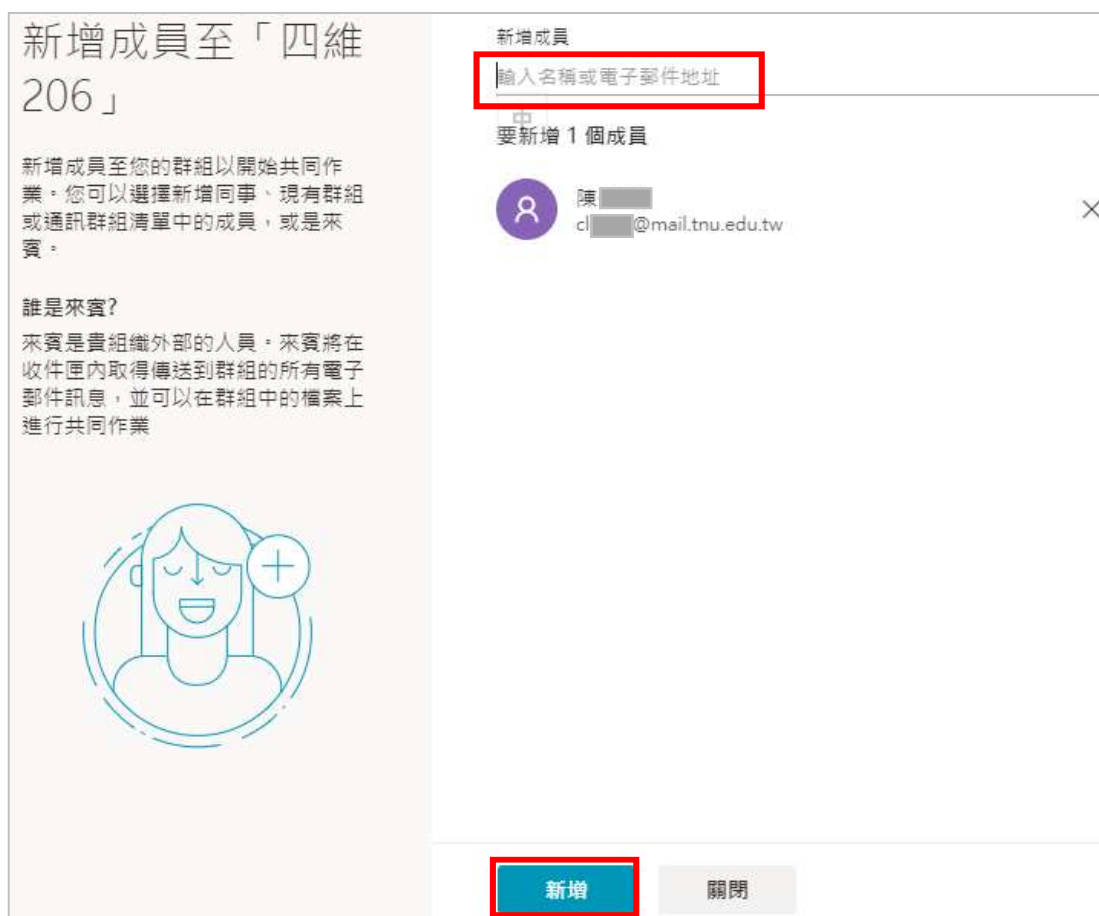 新增成員至「四維
206」
新增成員至您的群組以開始共同作
業。您可以選擇新增同事、現有群組
或通訊群組清單中的成員，或是來
賓。
誰是來賓?
來賓是貴組織外部的人員。來賓將在
收件匣內取得傳送到群組的所有電子
郵件訊息，並可以在群組中的檔案上
進行共同作業
新增成員
輸入名稱或電子郵件地址
中
要新增 1 個成員
陳
cl @mail.tnu.edu.tw
新增
關閉